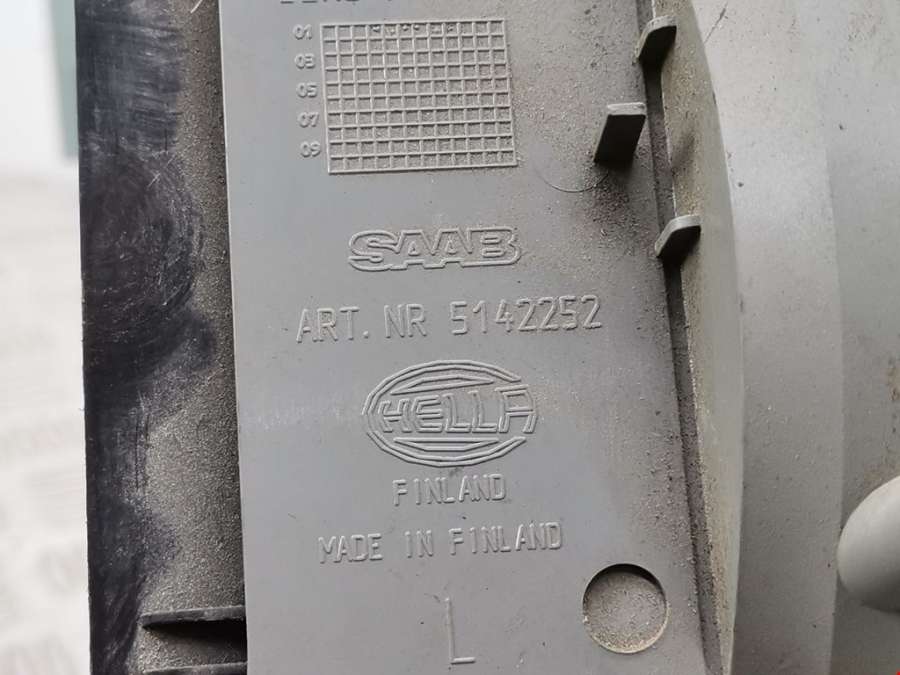 01
03
05
07
09
SAAB
ART. NR 5142252
HELLA
FINLAND
MADE IN FINLAND
L